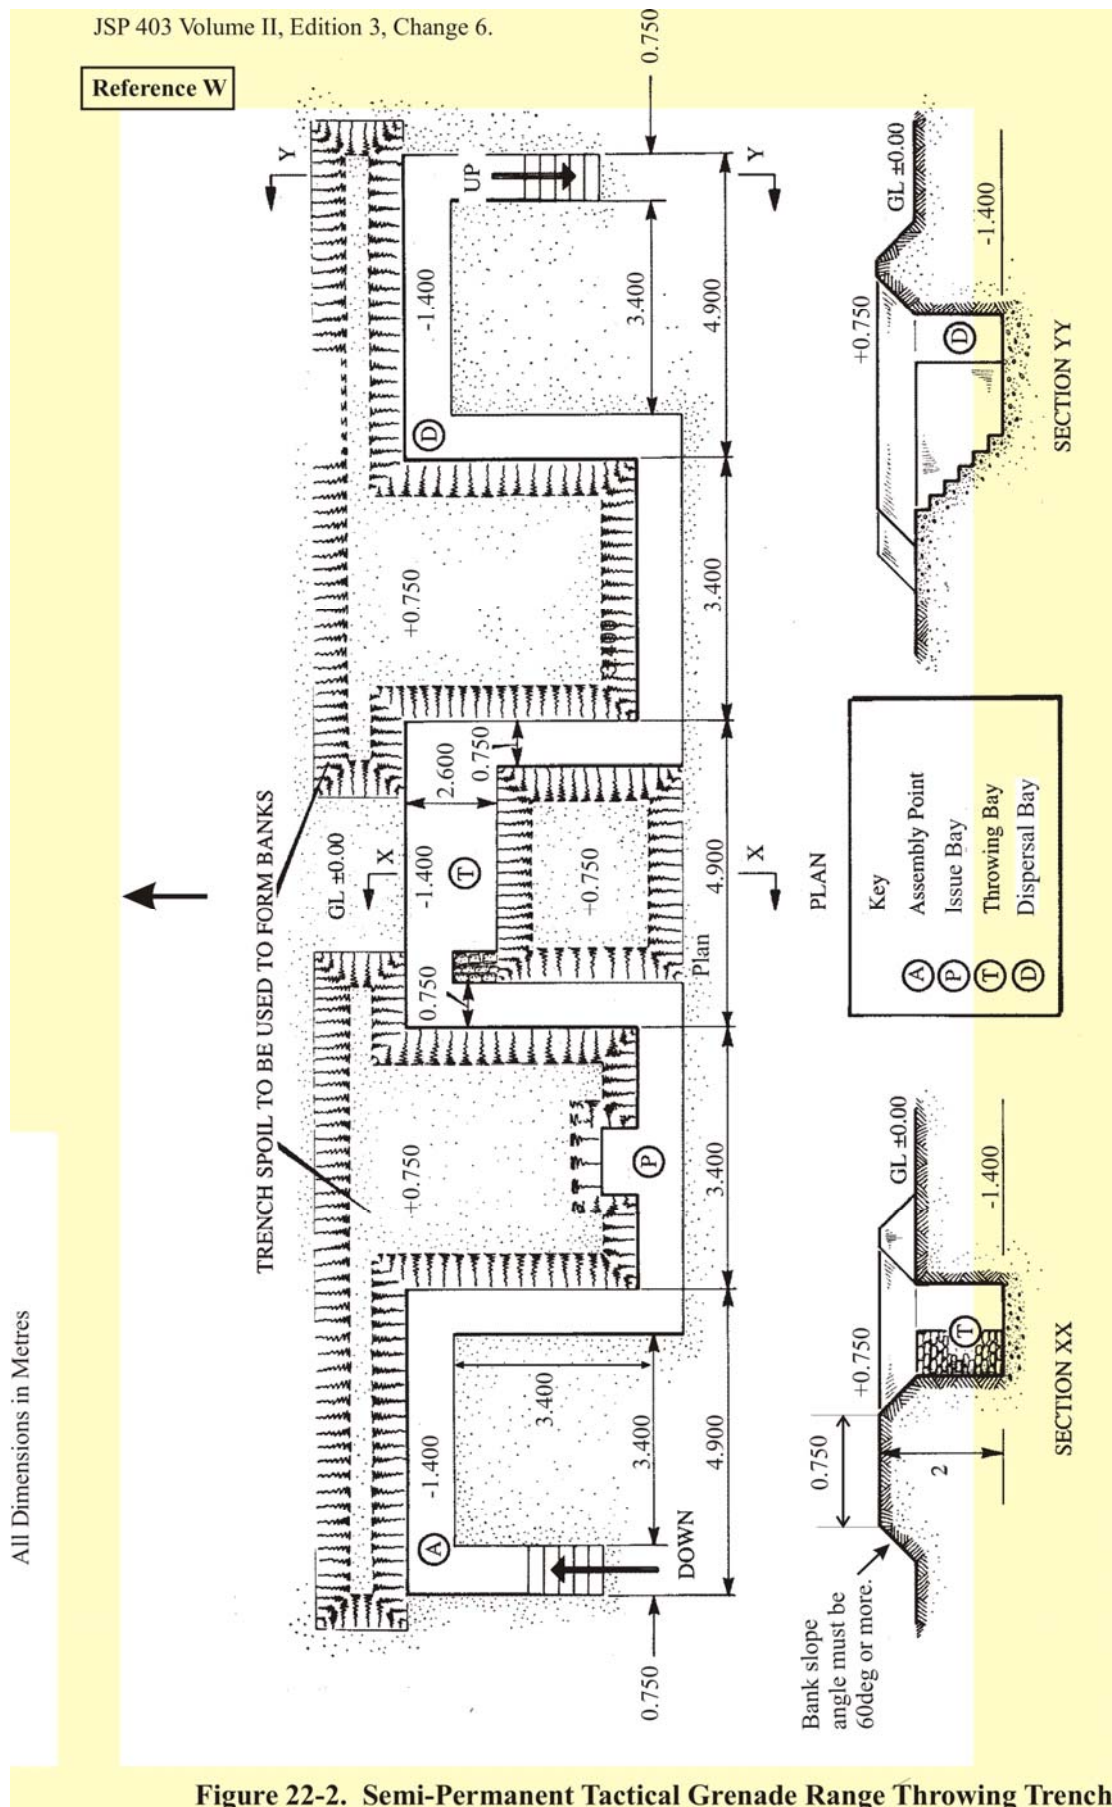 JSP 403 Volume II, Edition 3, Change 6.
Reference W
All Dimensions in Metres
TRENCH SPOIL TO BE USED TO FORM BANKS
GL ±0.00
Y
Y
X
X
UP
DOWN
A
-1.400
3.400
3.400
4.900
0.750
+0.750
P
3.400
0.750
-1.400
T
2.600
0.750
+0.750
Plan
4.900
+0.750
3.400
3.400
D
-1.400
3.400
4.900
0.750
PLAN
Key
A Assembly Point
P Issue Bay
T Throwing Bay
D Dispersal Bay
Bank slope
angle must be
60deg or more.
0.750
2
+0.750
T
GL ±0.00
-1.400
SECTION XX
+0.750
D
GL ±0.00
-1.400
SECTION YY
Figure 22-2. Semi-Permanent Tactical Grenade Range Throwing Trench